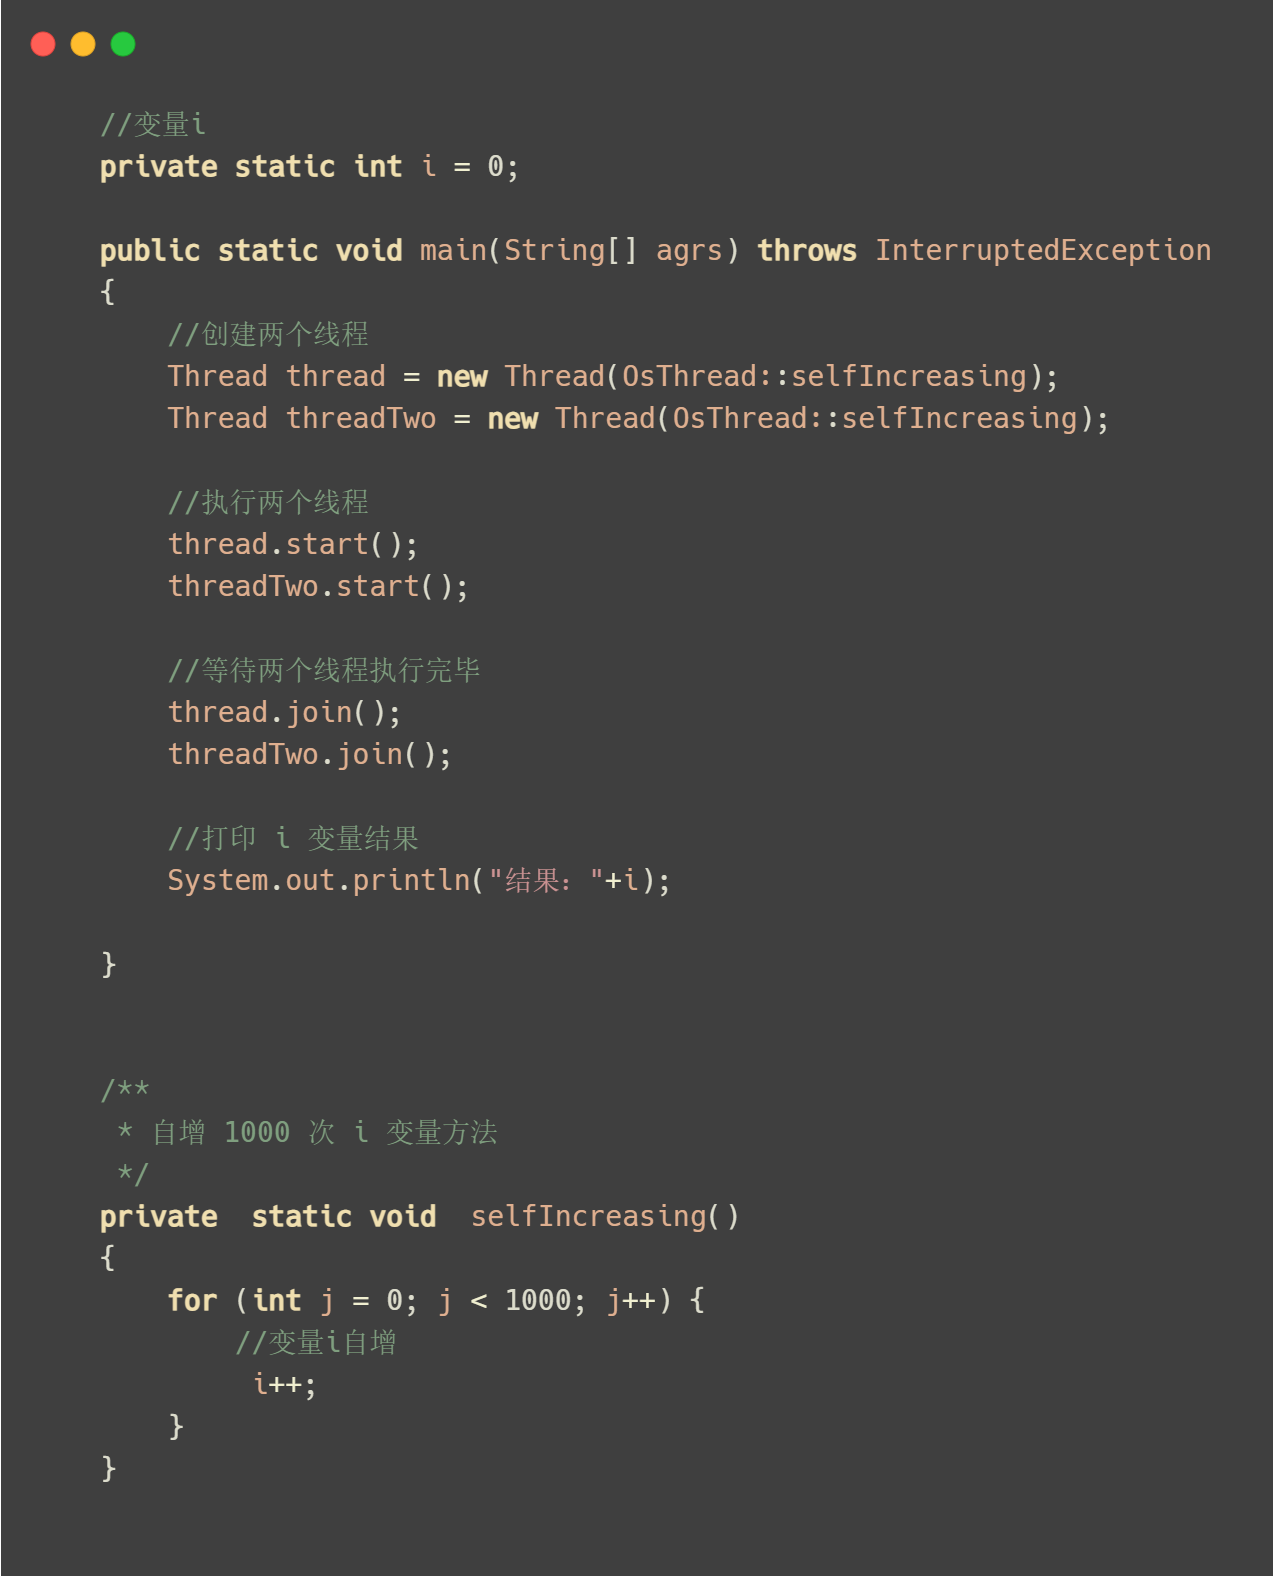 //变量i
private static int i = 0;
public static void main(String[] agrs) throws InterruptedException
{
//创建两个线程
Thread thread = new Thread(OsThread::selfIncreasing);
Thread threadTwo = new Thread(OsThread::selfIncreasing);
//执行两个线程
thread.start();
threadTwo.start();
//等待两个线程执行完毕
thread.join();
threadTwo.join();
//打印 i 变量结果
System.out.println("结果："+i);
}
/**
* 自增 1000 次 i 变量方法
*/
private  static void  selfIncreasing()
{
for (int j = 0; j < 1000; j++) {
//变量i自增
i++;
}
}